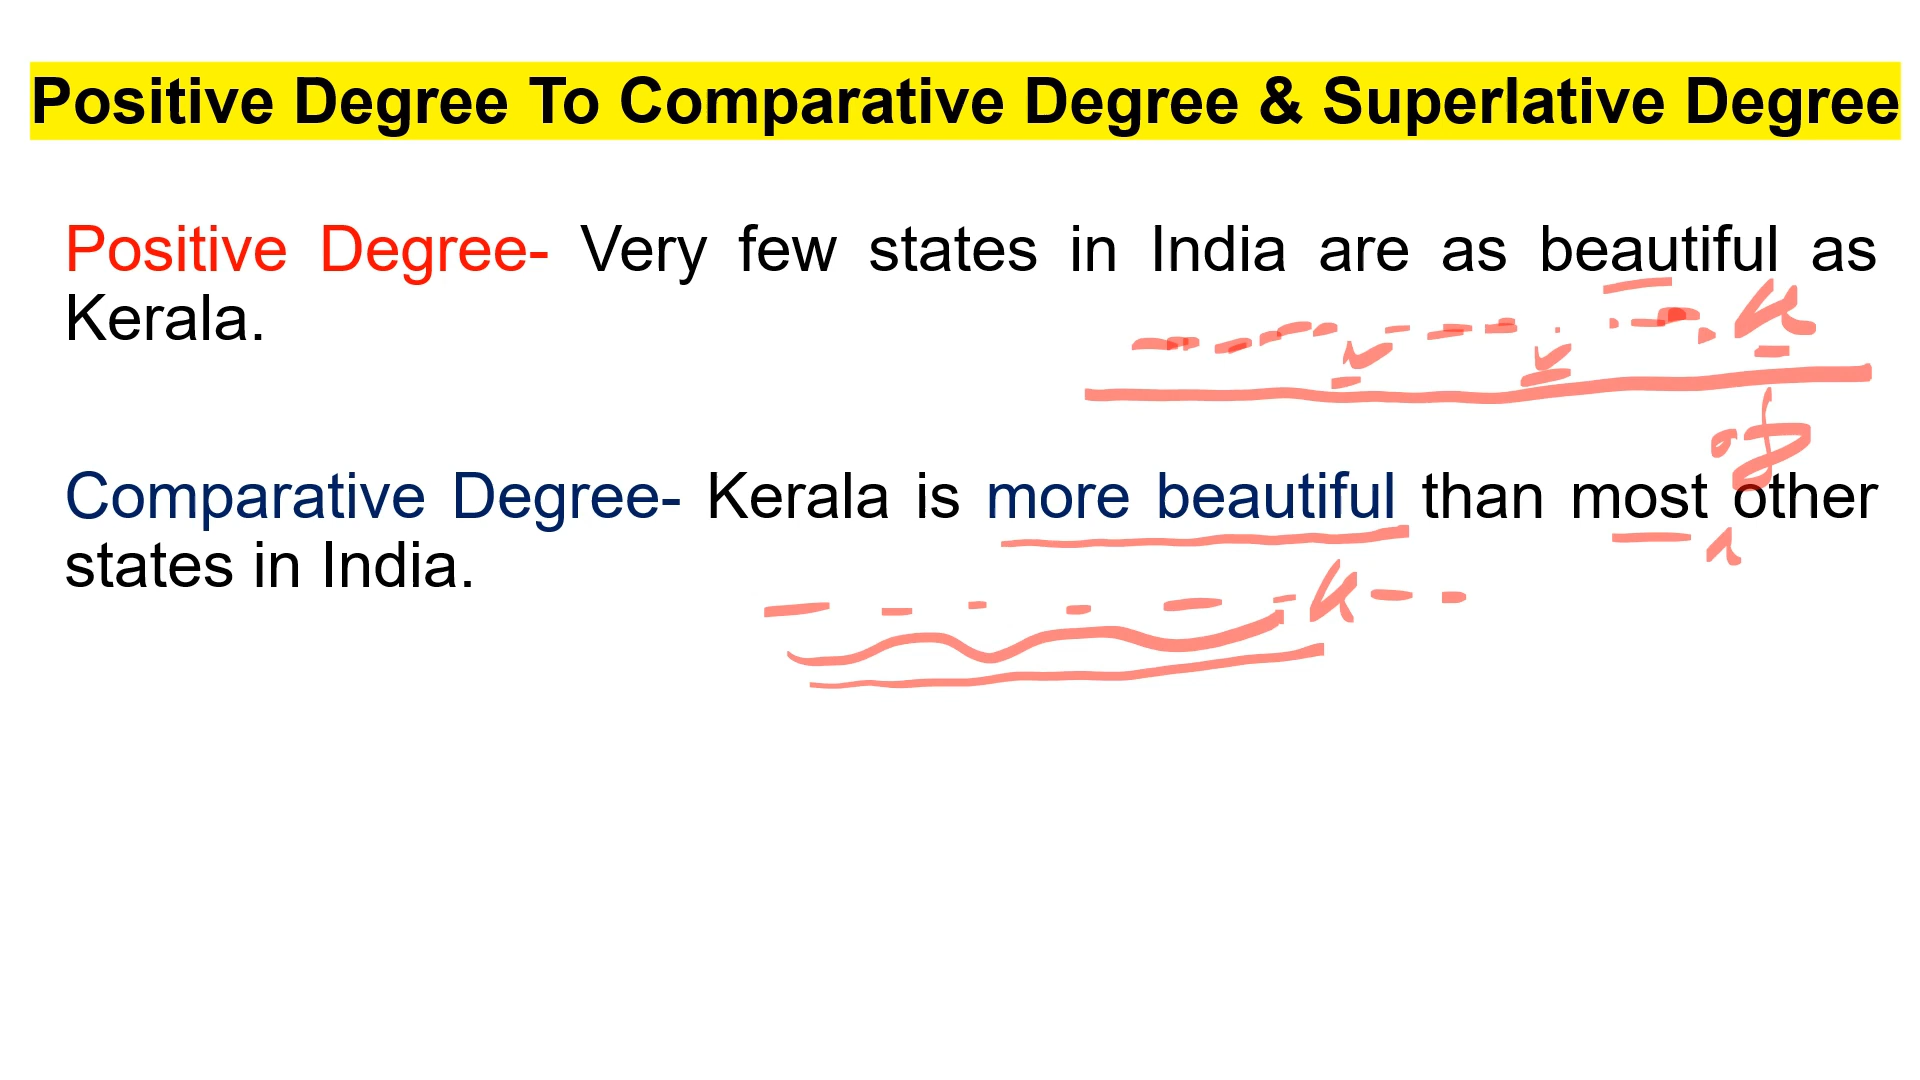 Positive Degree To Comparative Degree & Superlative Degree
Positive Degree- Very few states in India are as beautiful as
Kerala.
Comparative Degree- Kerala is more beautiful than most other
states in India.